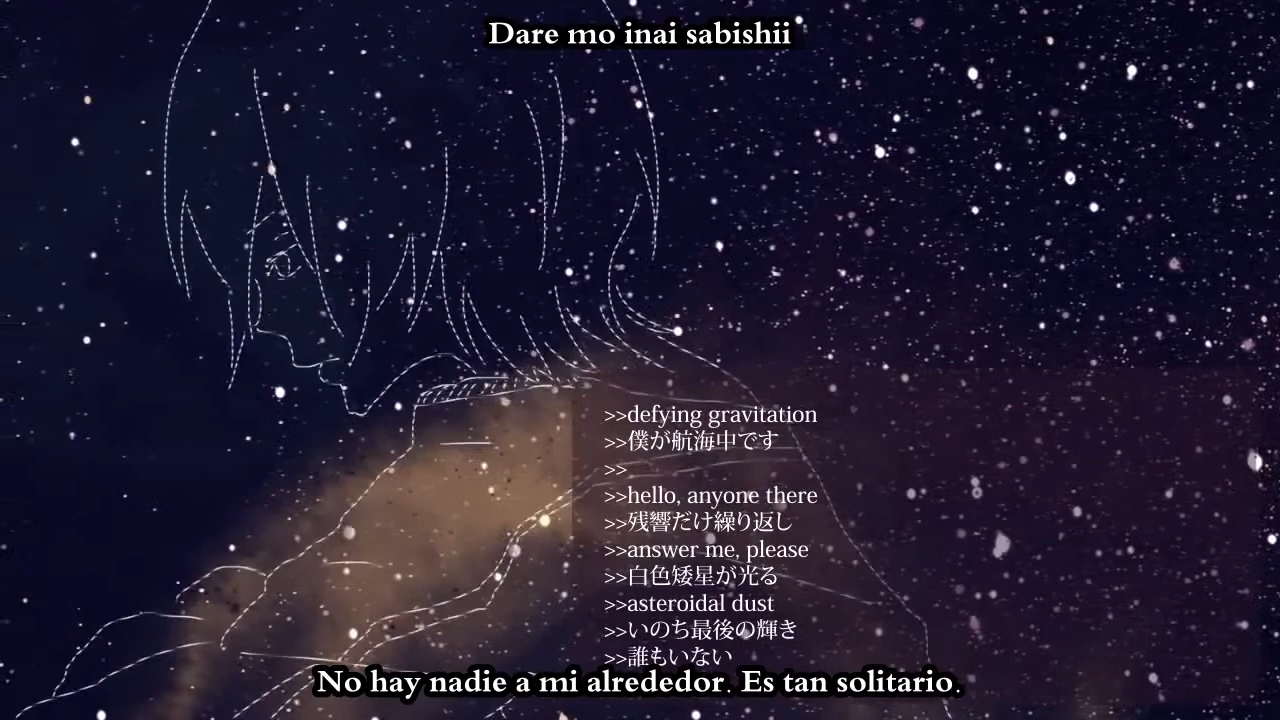 Dare mo inai sabishii
>>defying gravitation
>>僕が航海中です
>>
>>hello, anyone there
>>残響だけ繰り返し
>>answer me, please
>>白色矮星が光る
>>asteroidal dust
>>いのち最後の輝き
>>誰もいない
No hay nadie a mi alrededor. Es tan solitario.